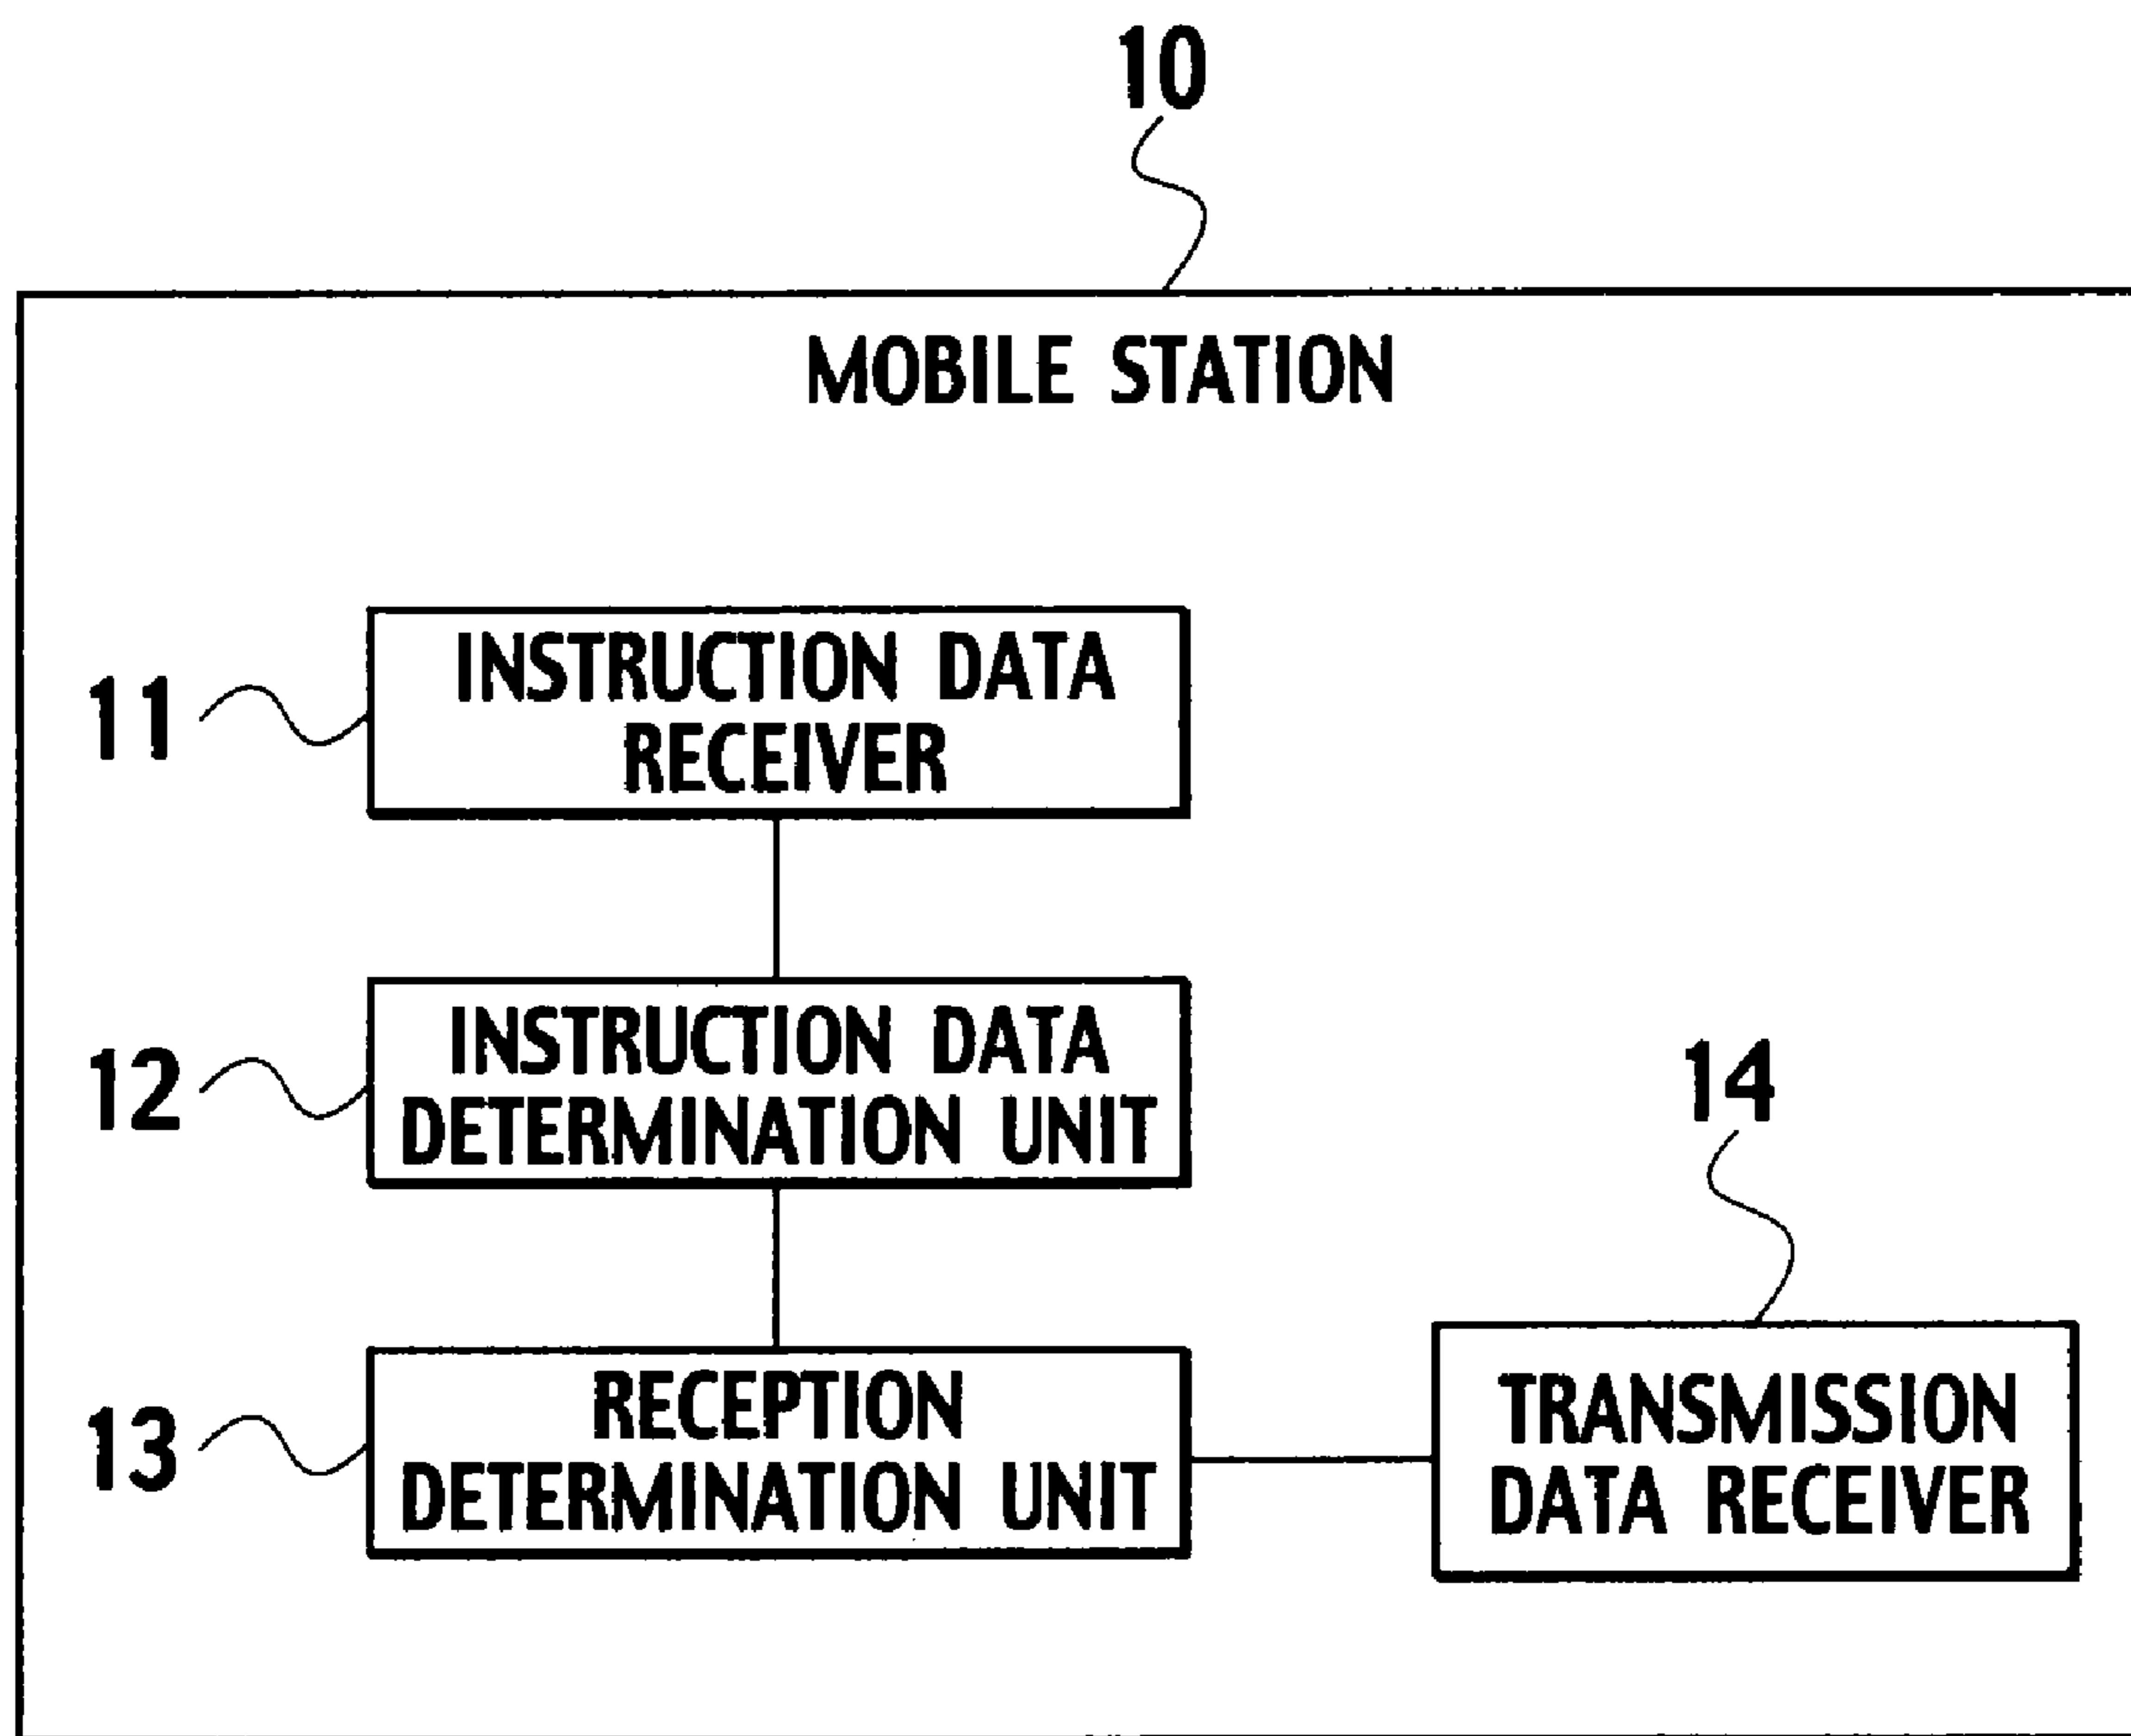 10
MOBILE STATION
11
INSTRUCTION DATA
RECEIVER
12
INSTRUCTION DATA
DETERMINATION UNIT
13
RECEPTION
DETERMINATION UNIT
14
TRANSMISSION
DATA RECEIVER